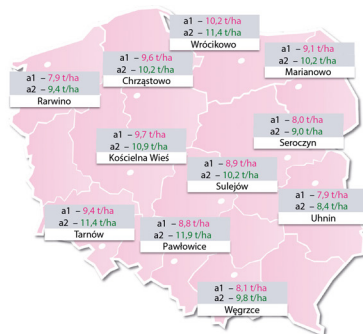 a1 – 10,2 t/ha
a2 – 11,4 t/ha
Wrócikowo
a1 – 9,6 t/ha
a2 – 10,2 t/ha
Chrząstowo
a1 – 9,1 t/ha
a2 – 10,2 t/ha
Marianowo
a1 – 7,9 t/ha
a2 – 9,4 t/ha
Rarwino
a1 – 8,0 t/ha
a2 – 9,0 t/ha
Seroczyn
a1 – 9,7 t/ha
a2 – 10,9 t/ha
Kościelna Wieś
a1 – 8,9 t/ha
a2 – 10,2 t/ha
Sulejów
a1 – 7,9 t/ha
a2 – 8,4 t/ha
Uhnin
a1 – 9,4 t/ha
a2 – 11,4 t/ha
Tarnów
a1 – 8,8 t/ha
a2 – 11,9 t/ha
Pawłowice
a1 – 8,1 t/ha
a2 – 9,8 t/ha
Węgrzce